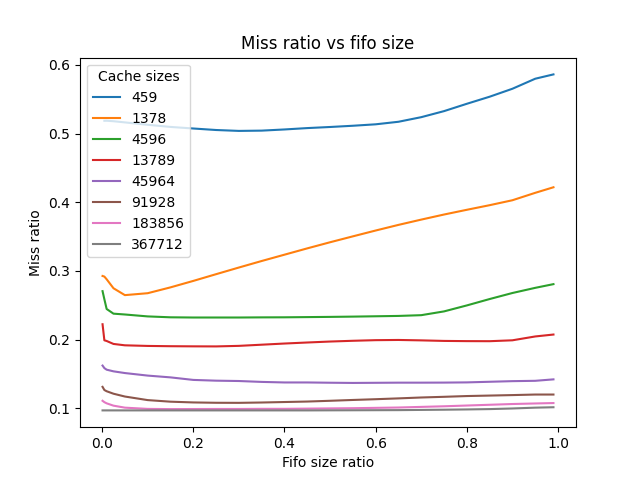 Miss ratio vs fifo size
Cache sizes
459
1378
4596
13789
45964
91928
183856
367712
Miss ratio
0.6
0.5
0.4
0.3
0.2
0.1
0.0 0.2 0.4 0.6 0.8 1.0
Fifo size ratio